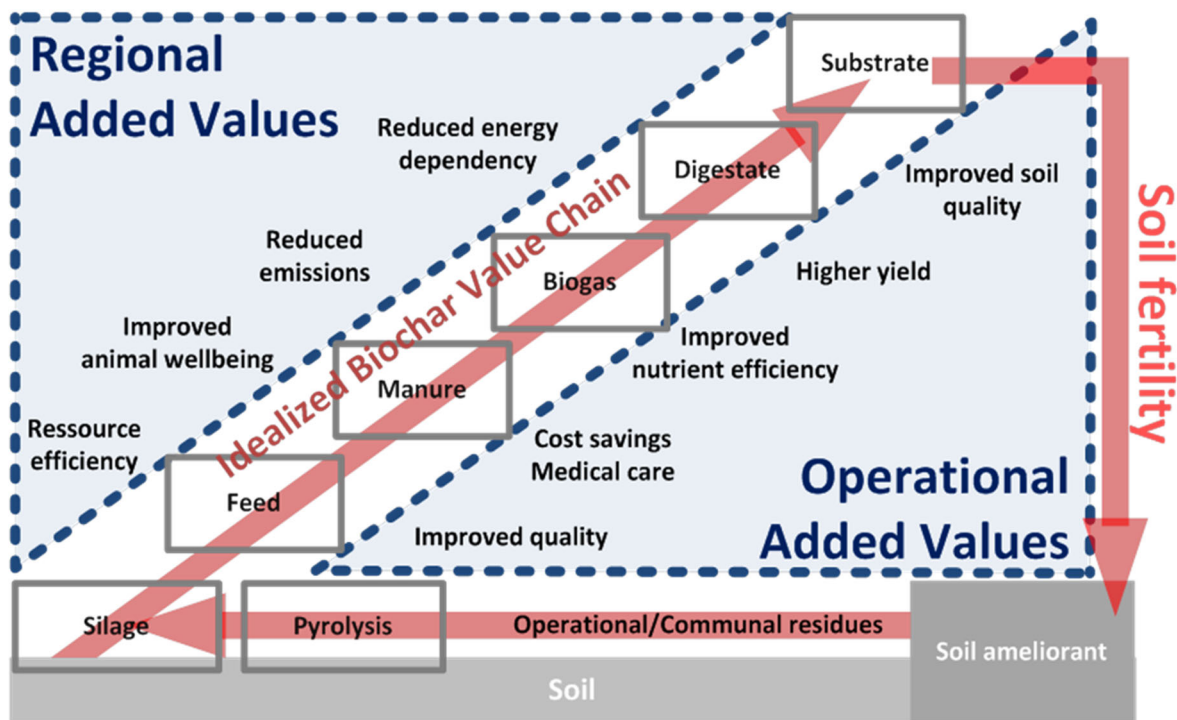 Regional
Added Values
Substrate
Reduced energy
dependency
Digestate
Improved soil
quality
Soil fertility
Reduced
emissions
Idealized Biochar Value Chain
Biogas
Higher yield
Improved
animal wellbeing
Improved
nutrient efficiency
Manure
Ressource
efficiency
Cost savings
Medical care
Feed
Operational
Added Values
Improved quality
Silage
Pyrolysis
Operational/Communal residues
Soil ameliorant
Soil